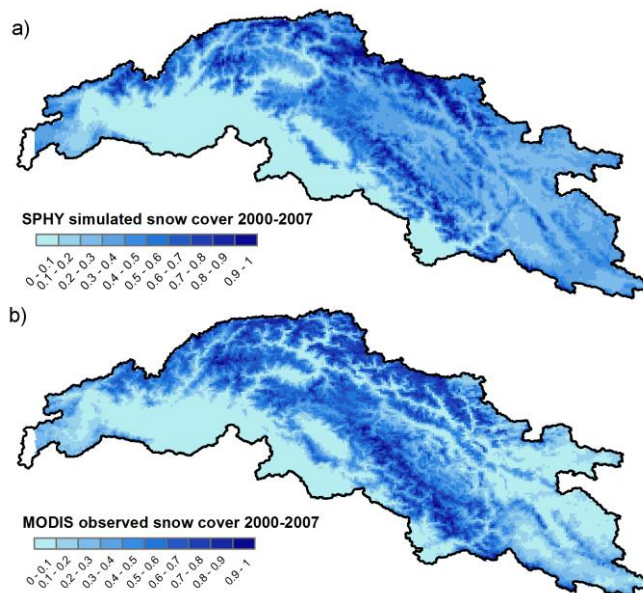 a)
SPHY simulated snow cover 2000-2007
0 - 0.1
0.1 - 0.2
0.2 - 0.3
0.3 - 0.4
0.4 - 0.5
0.5 - 0.6
0.6 - 0.7
0.7 - 0.8
0.8 - 0.9
0.9 - 1
b)
MODIS observed snow cover 2000-2007
0 - 0.1
0.1 - 0.2
0.2 - 0.3
0.3 - 0.4
0.4 - 0.5
0.5 - 0.6
0.6 - 0.7
0.7 - 0.8
0.8 - 0.9
0.9 - 1